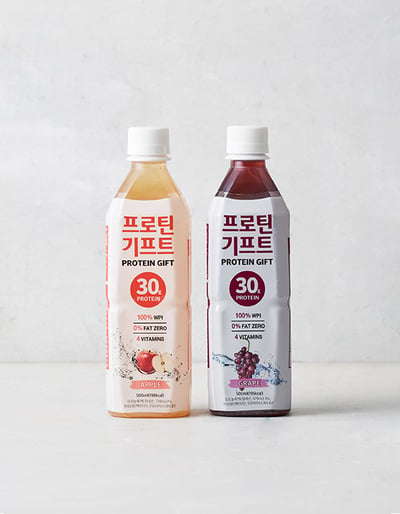 프로틴
기프트
PROTEIN GIFT
30g
PROTEIN
100% WPI
0% FAT ZERO
4 VITAMINS
APPLE
프로틴
기프트
PROTEIN GIFT
30g
PROTEIN
100% WPI
0% FAT ZERO
4 VITAMINS
GRAPE